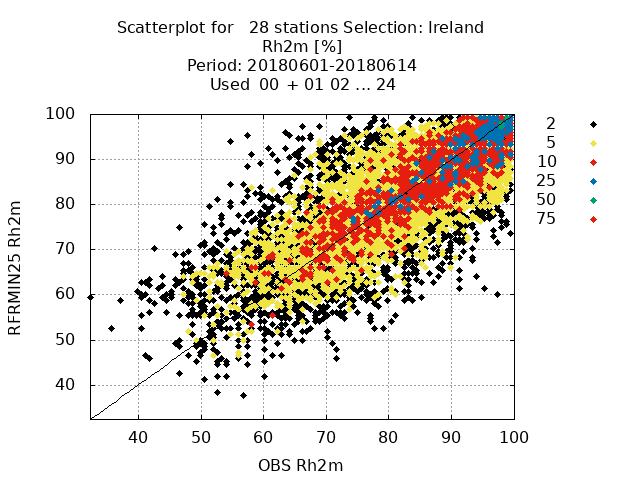 Scatterplot for 28 stations Selection: Ireland
Rh2m [%]
Period: 20180601-20180614
Used 00 + 01 02 ... 24
100
90
80
70
60
50
40
RFRMIN25 Rh2m
40 50 60 70 80 90 100
OBS Rh2m
2
5
10
25
50
75